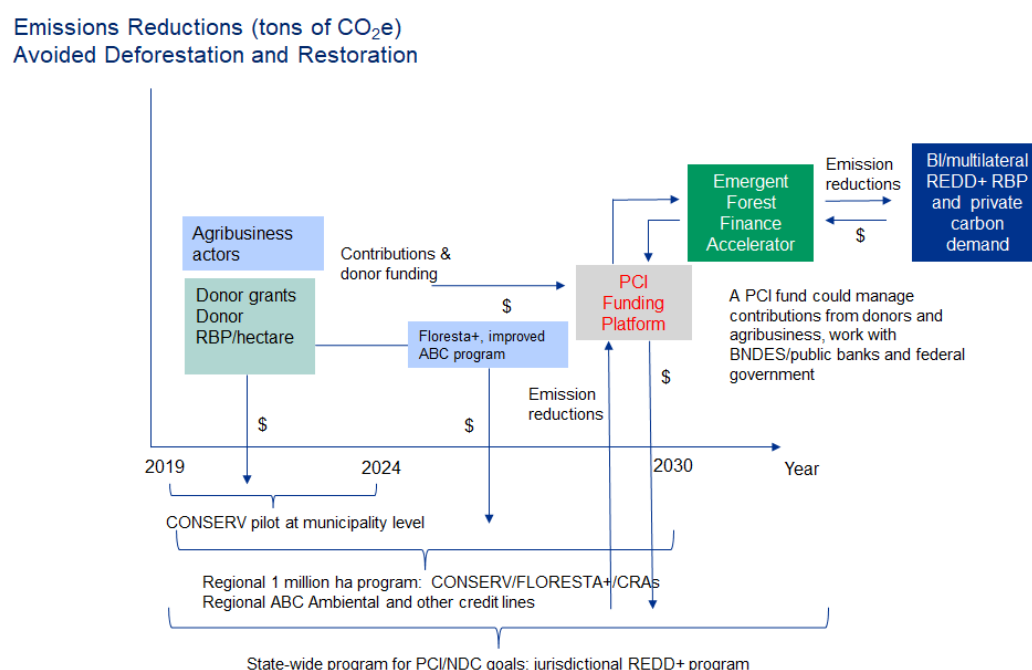 Emissions Reductions (tons of CO2e)
Avoided Deforestation and Restoration
Agribusiness
actors
Donor grants
Donor
RBP/hectare
Contributions &
donor funding
$
Floresta+, improved
ABC program
PCI
Funding
Platform
Emergent
Forest
Finance
Accelerator
Emission
reductions
$
BI/multilateral
REDD+ RBP
and private
carbon
demand
A PCI fund could manage
contributions from donors and
agribusiness, work with
BNDES/public banks and federal
government
Emission
reductions
$
$
$
2019
2024
2030
Year
CONSERV pilot at municipality level
Regional 1 million ha program: CONSERV/FLORESTA+/CRAs
Regional ABC Ambiental and other credit lines
State-wide program for PCI/NDC goals: jurisdictional REDD+ program